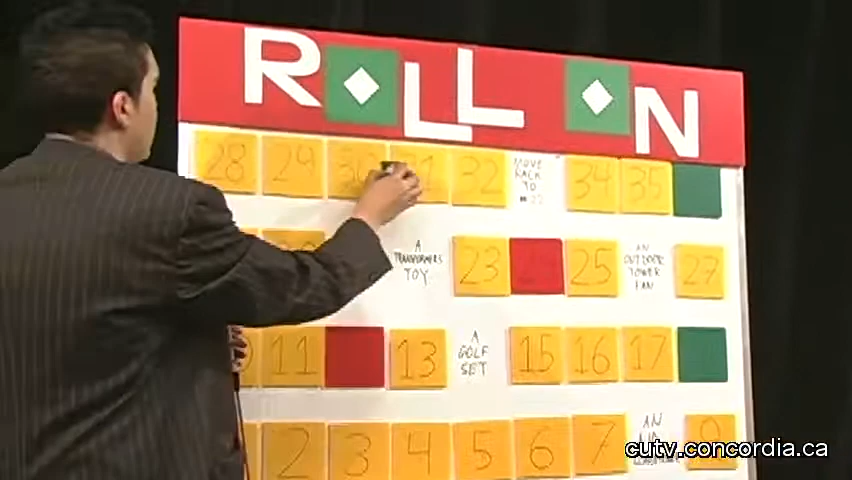 ROLL ON
28 29 30 31 32 MOVE 34 35
BACK
TO
A 23 25 AN 27
TRANSFORMERS OUTDOOR
TOY. TOWER
FAN
11 13 A 15 16 17
GOLF
SET
2 3 4 5 6 7 AN
cutv.concordia.ca